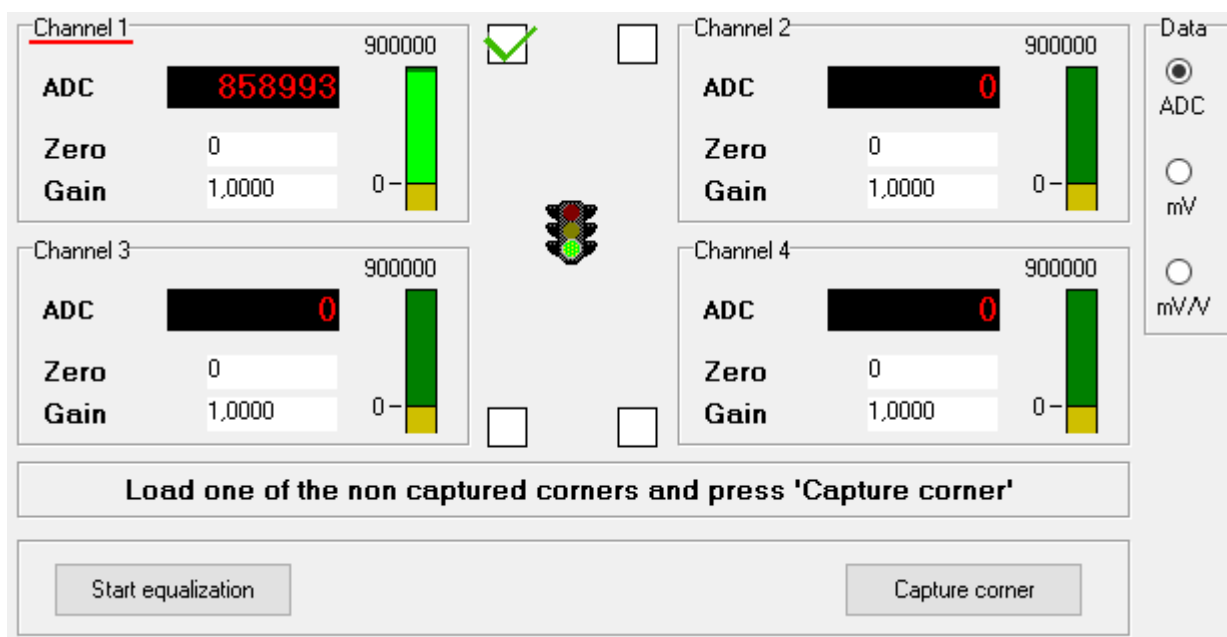 Channel 1
900000
ADC 858993
Zero 0
Gain 1,0000
0
Channel 2
900000
ADC 0
Zero 0
Gain 1,0000
0
Data
ADC
mV
mV/V
Channel 3
900000
ADC 0
Zero 0
Gain 1,0000
0
Channel 4
900000
ADC 0
Zero 0
Gain 1,0000
0
Load one of the non captured corners and press 'Capture corner'
Start equalization
Capture corner